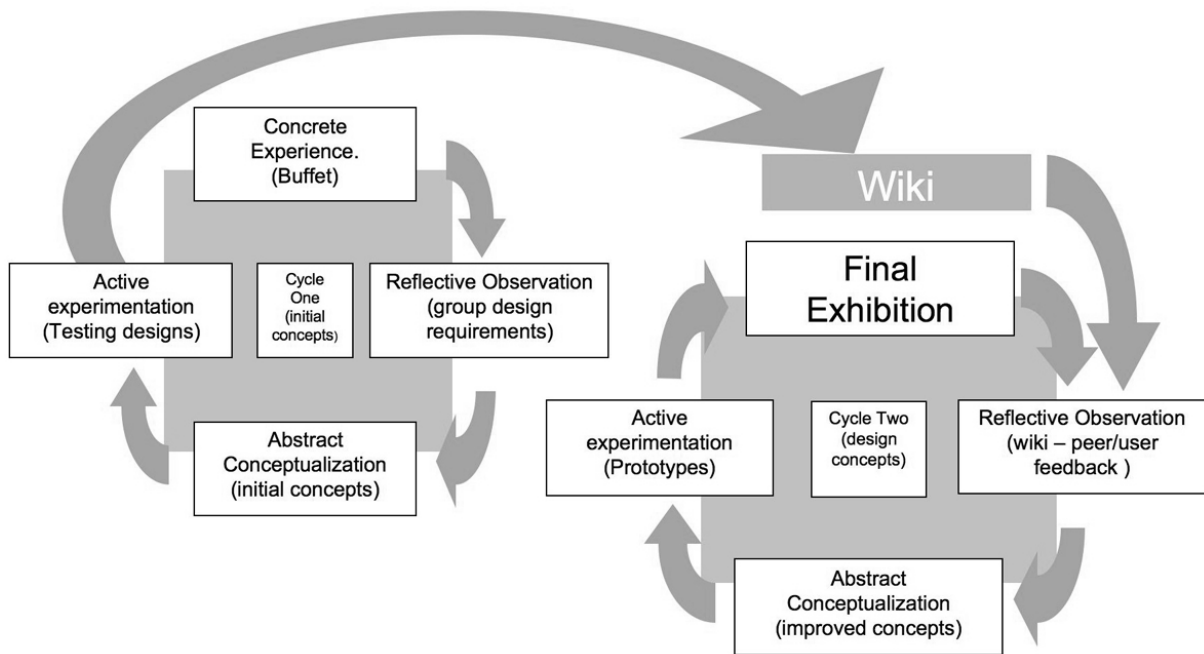 Concrete
Experience.
(Buffet)
Active
experimentation
(Testing designs)
Cycle
One
(initial
concepts)
Reflective Observation
(group design
requirements)
Abstract
Conceptualization
(initial concepts)
Wiki
Final
Exhibition
Active
experimentation
(Prototypes)
Cycle Two
(design
concepts)
Reflective Observation
(wiki – peer/user
feedback )
Abstract
Conceptualization
(improved concepts)